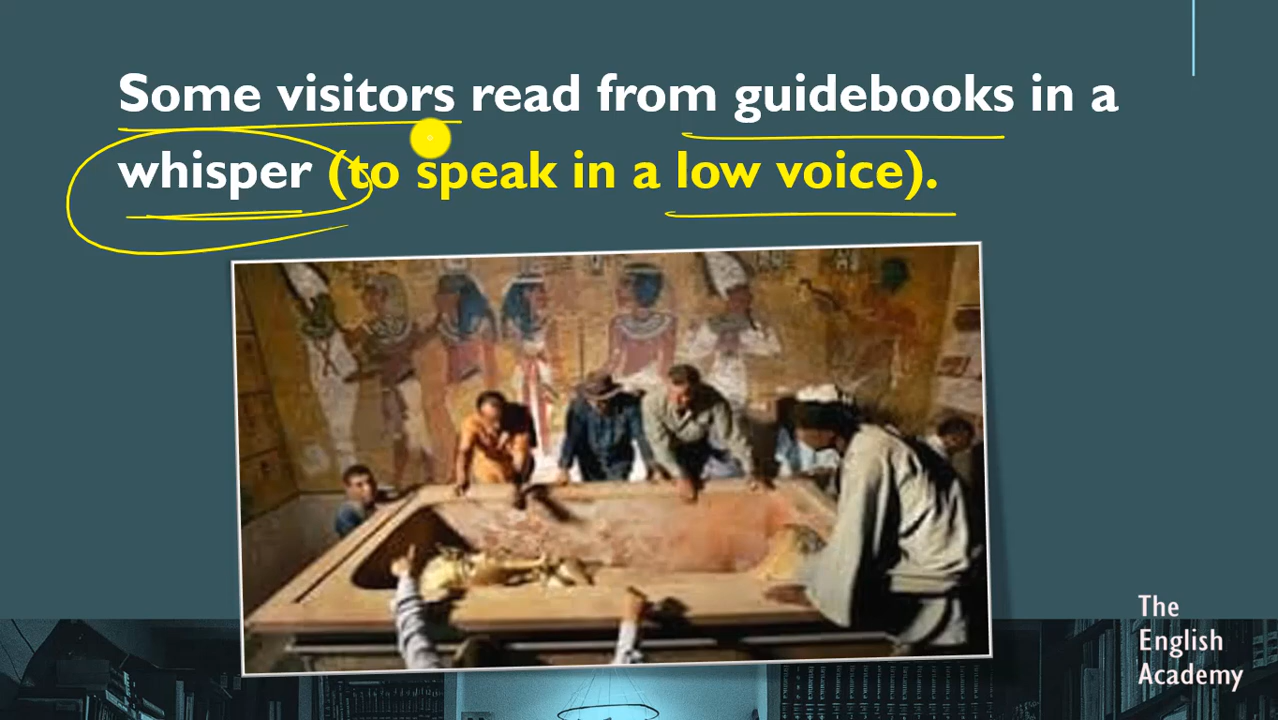 Some visitors read from guidebooks in a
whisper (to speak in a low voice).
The
English
Academy